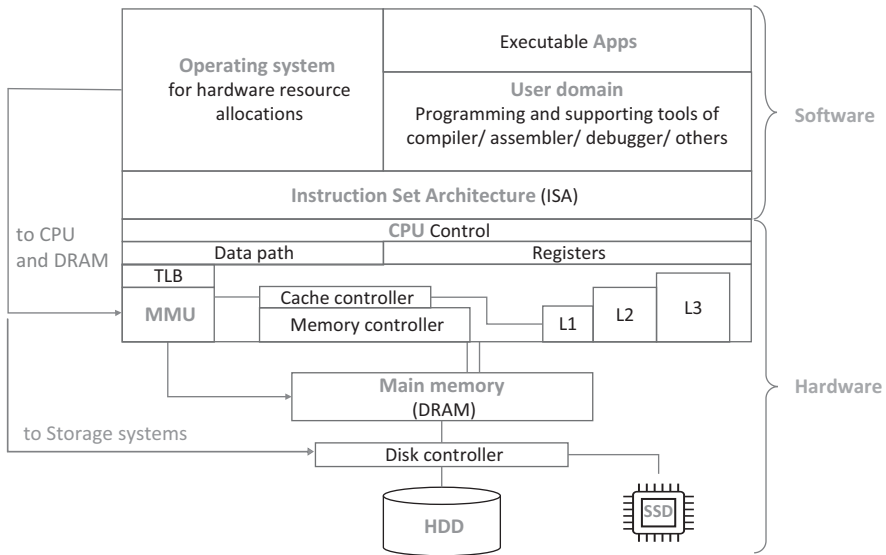 Operating system
for hardware resource
allocations
Executable Apps
User domain
Programming and supporting tools of
compiler/ assembler/ debugger/ others
Software
Instruction Set Architecture (ISA)
CPU Control
to CPU
and DRAM
Data path
Registers
TLB
MMU
Cache controller
Memory controller
L1
L2
L3
Main memory
(DRAM)
Hardware
to Storage systems
Disk controller
HDD
SSD